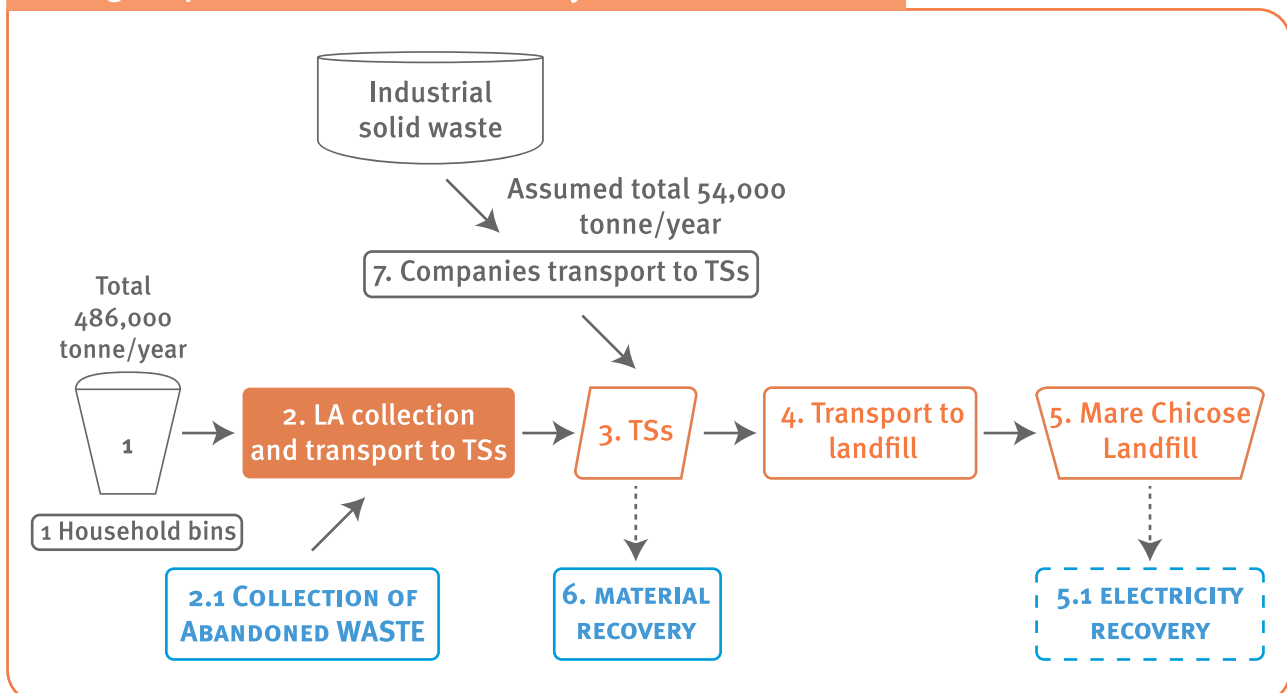 Industrial
solid waste
Assumed total 54,000
tonne/year
7. Companies transport to TSs
Total
486,000
tonne/year
1
1 Household bins
2. LA collection
and transport to TSs
3. TSs
4. Transport to
landfill
5. Mare Chicose
Landfill
2.1 COLLECTION OF
ABANDONED WASTE
6. MATERIAL
RECOVERY
5.1 ELECTRICITY
RECOVERY